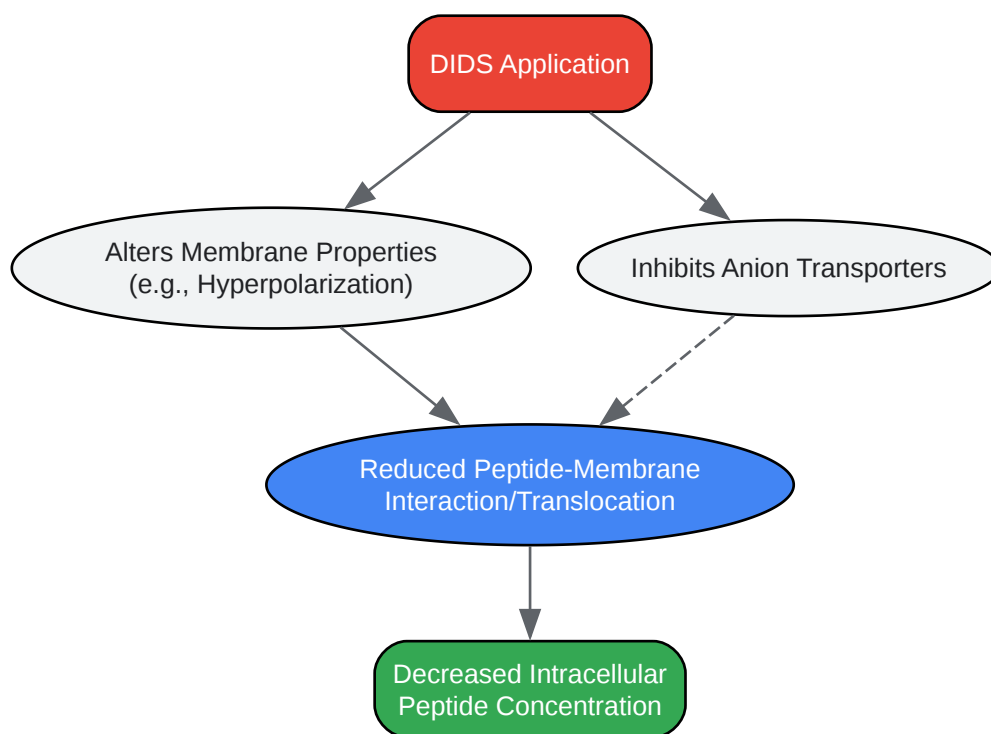 DIDS Application
Alters Membrane Properties
(e.g., Hyperpolarization)
Inhibits Anion Transporters
Reduced Peptide-Membrane
Interaction/Translocation
Decreased Intracellular
Peptide Concentration